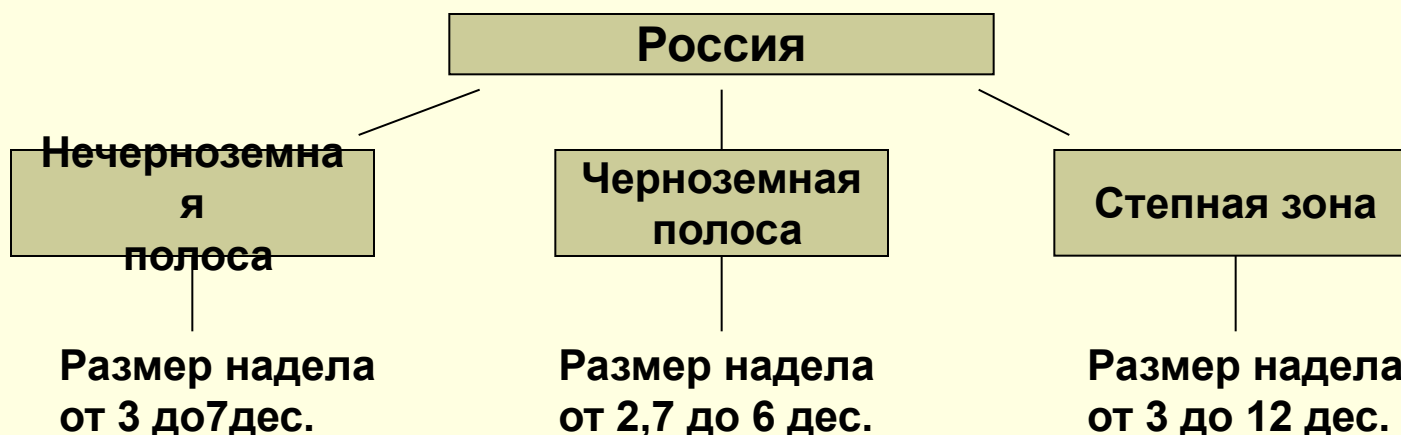 Россия
Нечерноземна
я
полоса
Черноземная
полоса
Степная зона
Размер надела
от 3 до7дес.
Размер надела
от 2,7 до 6 дес.
Размер надела
от 3 до 12 дес.